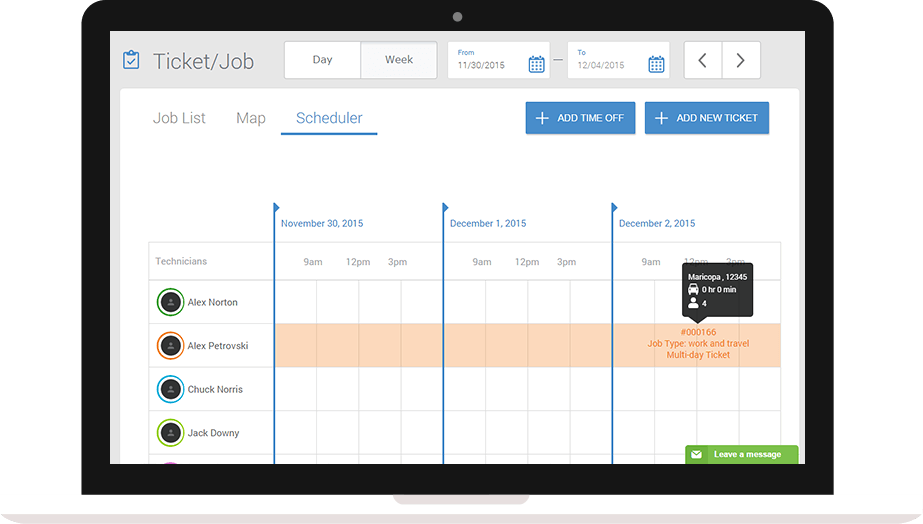 Ticket/Job
Day
Week
From
11/30/2015
To
12/04/2015
Job List
Map
Scheduler
ADD TIME OFF
ADD NEW TICKET
November 30, 2015
December 1, 2015
December 2, 2015
Technicians
9am 12pm 3pm
9am 12pm 3pm
9am 12pm 3pm
Maricopa , 12345
0 hr 0 min
4
Alex Norton
Alex Petrovski
#000166
Job Type: work and travel
Multi-day Ticket
Chuck Norris
Jack Downy
Leave a message